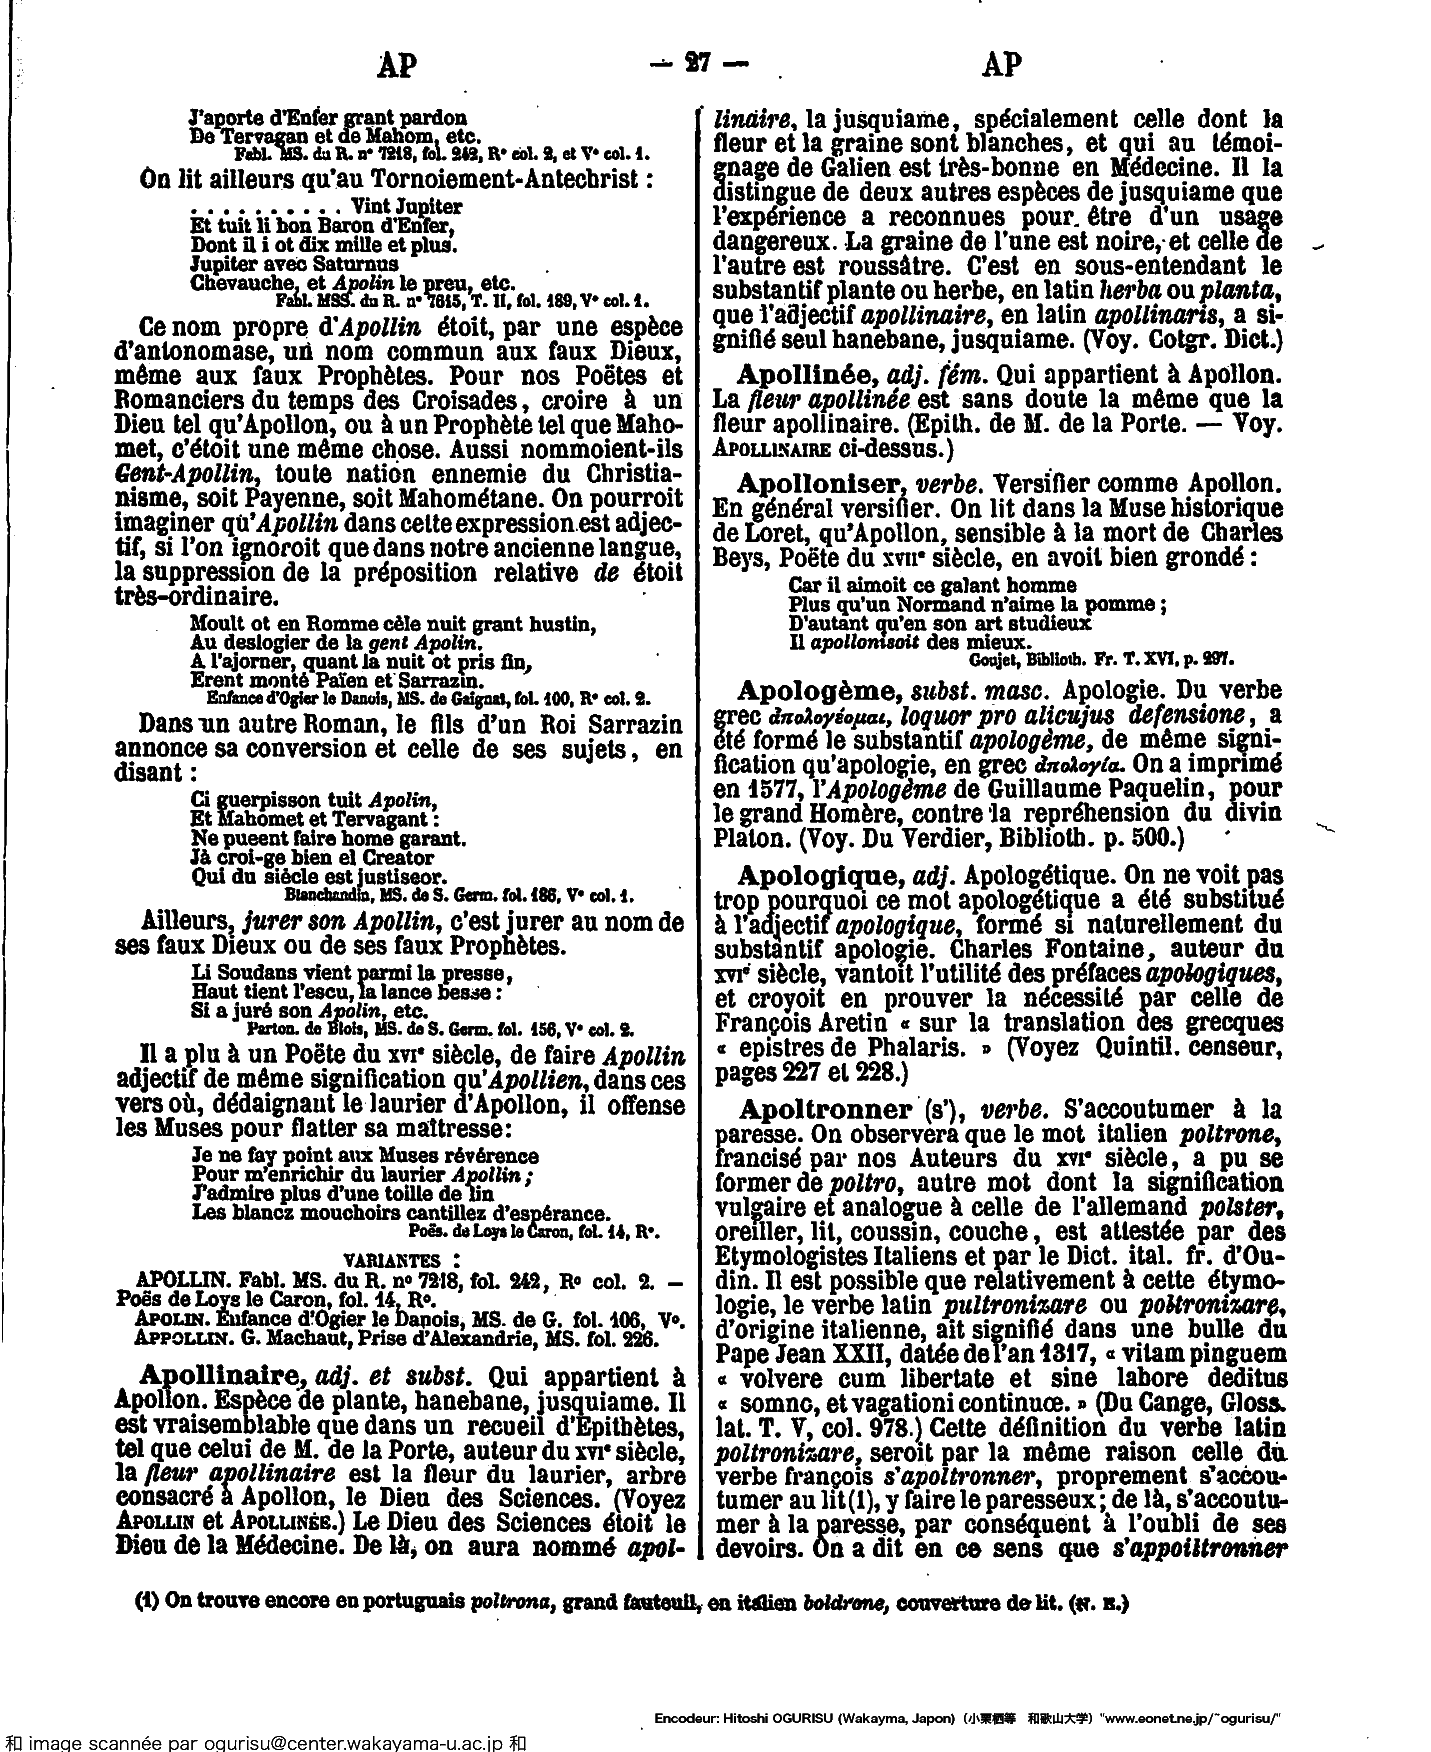 AP — 27 — AP
J'aporte d'Enfer grant pardon
De Tervagan et de Mahom, etc.
Fabl. MS. du R. n° 7218, fol. 242, R° col. 2, et V° col. 1.
On lit ailleurs qu'au Tornoiement-Antechrist :
. . . . . . . . . . Vint Jupiter
Et tuit li bon Baron d'Enfer,
Dont il i ot dix mille et plus.
Jupiter avec Saturnus
Chevauche, et Apolin le preu, etc.
Fabl. MSS. du R. n° 7615, T. II, fol. 189, V° col. 1.
Ce nom propre d'Apollin étoit, par une espèce
d'antonomase, un nom commun aux faux Dieux,
même aux faux Prophètes. Pour nos Poëtes et
Romanciers du temps des Croisades, croire à un
Dieu tel qu'Apollon, ou à un Prophète tel que Maho-
met, c'étoit une même chose. Aussi nommoient-ils
Gent-Apollin, toute nation ennemie du Christia-
nisme, soit Payenne, soit Mahométane. On pourroit
imaginer qu'Apollin dans cette expression est adjec-
tif, si l'on ignoroit que dans notre ancienne langue,
la suppression de la préposition relative de étoit
très-ordinaire.
Moult ot en Romme cèle nuit grant hustin,
Au deslogier de la gent Apolin.
A l'ajorner, quant la nuit ot pris fin,
Erent monté Païen et Sarrazin.
Enfance d'Ogier le Danois, MS. de Gaignat, fol. 100, R° col. 2.
Dans un autre Roman, le fils d'un Roi Sarrazin
annonce sa conversion et celle de ses sujets, en
disant :
Ci guerpisson tuit Apolin,
Et Mahomet et Tervagant :
Ne pueent faire home garant.
Jà croi-ge bien el Creator
Qui du siècle est justiseor.
Blanchandin, MS. de S. Germ. fol. 186, V° col. 1.
Ailleurs, jurer son Apollin, c'est jurer au nom de
ses faux Dieux ou de ses faux Prophètes.
Li Soudans vient parmi la presse,
Haut tient l'escu, la lance besse :
Si a juré son Apolin, etc.
Parton. de Blois, MS. de S. Germ. fol. 156, V° col. 2.
Il a plu à un Poëte du XVIe siècle, de faire Apollin
adjectif de même signification qu'Apollien, dans ces
vers où, dédaignant le laurier d'Apollon, il offense
les Muses pour flatter sa maîtresse:
Je ne fay point aux Muses révérence
Pour m'enrichir du laurier Apollin ;
J'admire plus d'une toille de lin
Les blancz mouchoirs cantillez d'espérance.
Poës. de Loys le Caron, fol. 14, R°.
VARIANTES :
APOLLIN. Fabl. MS. du R. n° 7218, fol. 242, R° col. 2. —
Poës de Loys le Caron, fol. 14, R°.
APOLIN. Enfance d'Ogier le Danois, MS. de G. fol. 106, V°.
APPOLLIN. G. Machaut, Prise d'Alexandrie, MS. fol. 226.
Apollinaire, adj. et subst. Qui appartient à
Apollon. Espèce de plante, hanebane, jusquiame. Il
est vraisemblable que dans un recueil d'Epithètes,
tel que celui de M. de la Porte, auteur du XVIe siècle,
la fleur apollinaire est la fleur du laurier, arbre
consacré à Apollon, le Dieu des Sciences. (Voyez
APOLLIN et APOLLINÉE.) Le Dieu des Sciences étoit le
Dieu de la Médecine. De là, on aura nommé apol-
linaire, la jusquiame, spécialement celle dont la
fleur et la graine sont blanches, et qui au témoi-
gnage de Galien est très-bonne en Médecine. Il la
distingue de deux autres espèces de jusquiame que
l'expérience a reconnues pour être d'un usage
dangereux. La graine de l'une est noire, et celle de
l'autre est roussâtre. C'est en sous-entendant le
substantif plante ou herbe, en latin herba ou planta,
que l'adjectif apollinaire, en latin apollinaris, a si-
gnifié seul hanebane, jusquiame. (Voy. Cotgr. Dict.)
Apollinée, adj. fém. Qui appartient à Apollon.
La fleur apollinée est sans doute la même que la
fleur apollinaire. (Epith. de M. de la Porte. — Voy.
APOLLINAIRE ci-dessus.)
Apolloniser, verbe. Versifier comme Apollon.
En général versifier. On lit dans la Muse historique
de Loret, qu'Apollon, sensible à la mort de Charles
Beys, Poëte du XVIIe siècle, en avoit bien grondé :
Car il aimoit ce galant homme
Plus qu'un Normand n'aime la pomme ;
D'autant qu'en son art studieux
Il apollonisoit des mieux.
Goujet, Biblioth. Fr. T. XVI, p. 297.
Apologème, subst. masc. Apologie. Du verbe
grec ἀπολογέομαι, loquor pro alicujus defensione, a
été formé le substantif apologème, de même signi-
fication qu'apologie, en grec ἀπολογία. On a imprimé
en 1577, l'Apologème de Guillaume Paquelin, pour
le grand Homère, contre la repréhension du divin
Platon. (Voy. Du Verdier, Biblioth. p. 500.)
Apologique, adj. Apologétique. On ne voit pas
trop pourquoi ce mot apologétique a été substitué
à l'adjectif apologique, formé si naturellement du
substantif apologie. Charles Fontaine, auteur du
XVIe siècle, vantoit l'utilité des préfaces apologiques,
et croyoit en prouver la nécessité par celle de
François Aretin « sur la translation des grecques
« epistres de Phalaris. » (Voyez Quintil. censeur,
pages 227 et 228.)
Apoltronner (s'), verbe. S'accoutumer à la
paresse. On observera que le mot italien poltrone,
francisé par nos Auteurs du XVIe siècle, a pu se
former de poltro, autre mot dont la signification
vulgaire et analogue à celle de l'allemand polster,
oreiller, lit, coussin, couche, est attestée par des
Etymologistes Italiens et par le Dict. ital. fr. d'Ou-
din. Il est possible que relativement à cette étymo-
logie, le verbe latin pultronizare ou poltronizare,
d'origine italienne, ait signifié dans une bulle du
Pape Jean XXII, datée de l'an 1317, « vitam pinguem
« volvere cum libertate et sine labore deditus
« somno, et vagationi continuœ. » (Du Cange, Gloss.
lat. T. V, col. 978.) Cette définition du verbe latin
poltronizare, seroit par la même raison celle du
verbe françois s'apoltronner, proprement s'accou-
tumer au lit(1), y faire le paresseux; de là, s'accoutu-
mer à la paresse, par conséquent à l'oubli de ses
devoirs. On a dit en ce sens que s'appoiltronner
(1) On trouve encore en portuguais poltrona, grand fauteuil, en italien boldrone, couverture de lit. (N. E.)
Encodeur: Hitoshi OGURISU (Wakayma, Japon) (小栗栖等 和歌山大学) "www.eonet.ne.jp/~ogurisu/"
和 image scannée par ogurisu@center.wakayama-u.ac.jp 和